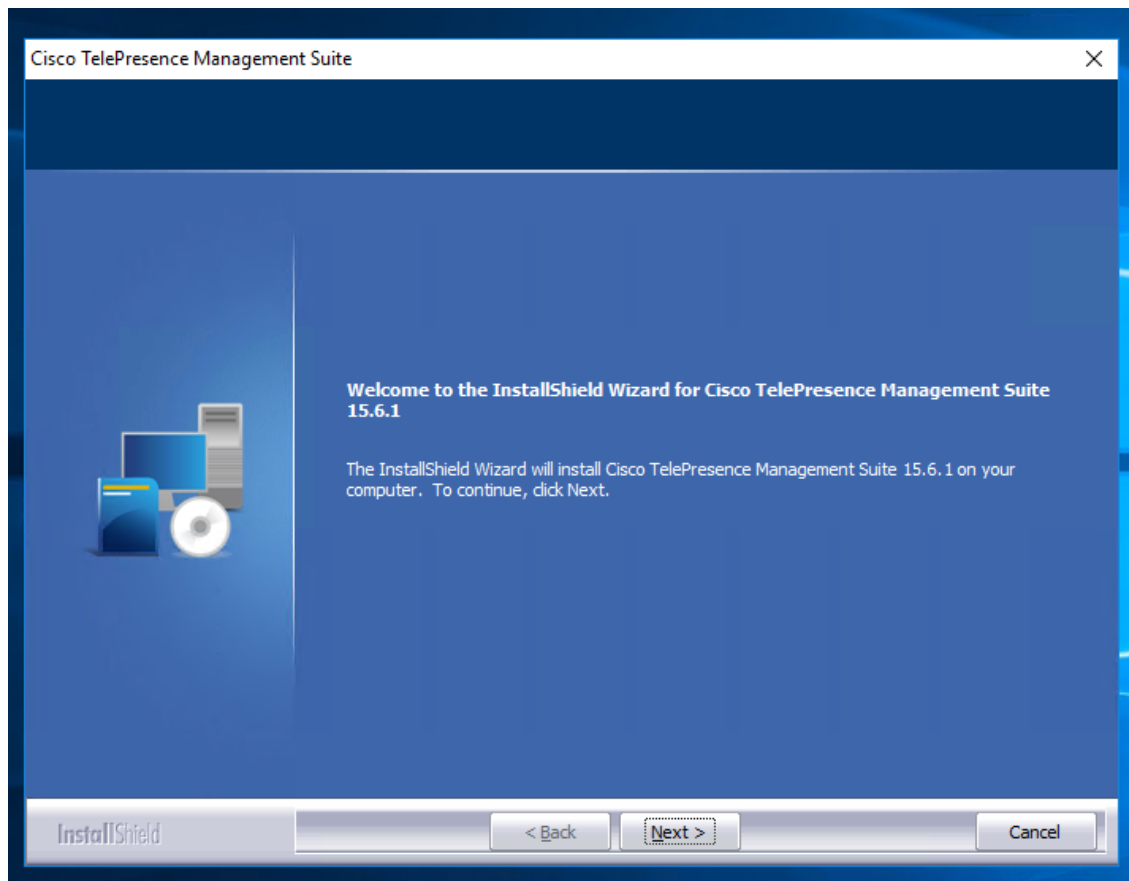 Cisco TelePresence Management Suite
Welcome to the InstallShield Wizard for Cisco TelePresence Management Suite
15.6.1
The InstallShield Wizard will install Cisco TelePresence Management Suite 15.6.1 on your
computer. To continue, click Next.
InstallShield
< Back
Next >
Cancel